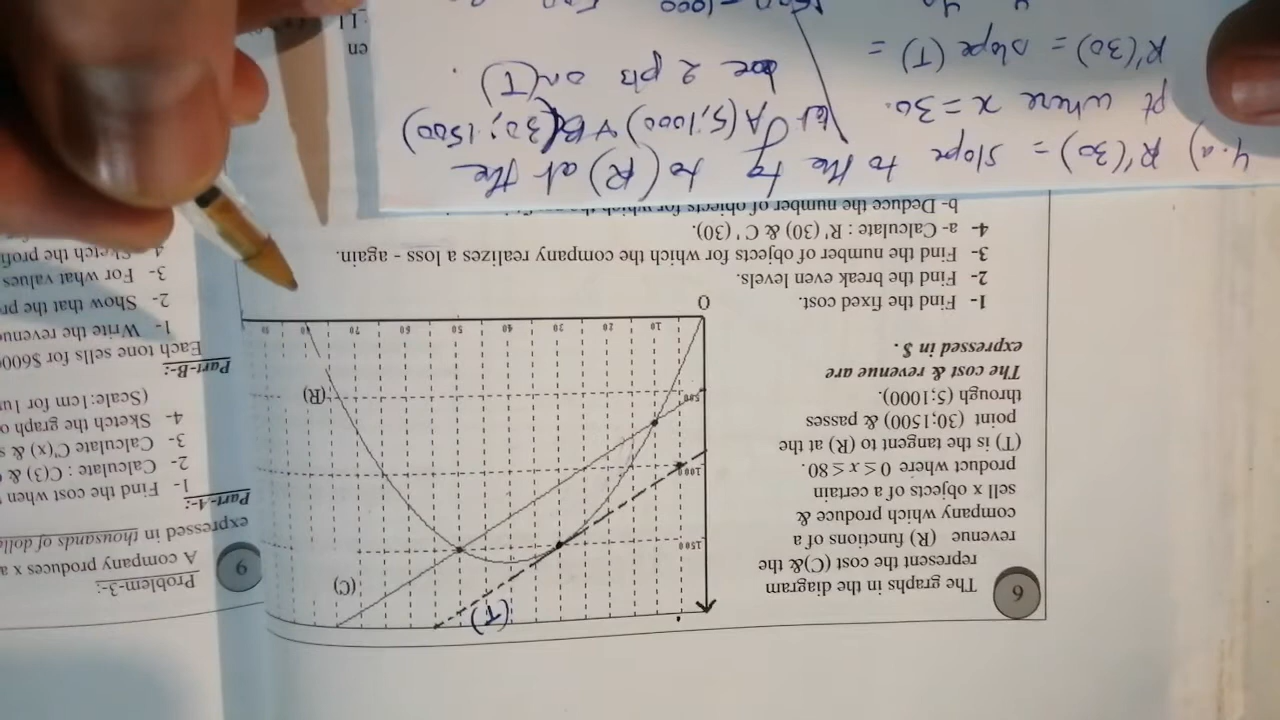 6
The graphs in the diagram
represent the cost (C)& the
revenue (R) functions of a
company which produce &
sell x objects of a certain
product where 0 ≤ x ≤ 80.
(T) is the tangent to (R) at the
point (30;1500) & passes
through (5;1000).
The cost & revenue are
expressed in $ .
(T)
(C)
(R)
1500
100
500
O
10
20
30
40
50
60
70
80
1- Find the fixed cost.
2- Find the break even levels.
3- Find the number of objects for which the company realizes a loss - again.
4- a- Calculate : R' (30) & C' (30).
b- Deduce the number of objects for which the
4.a) R'(30) = slope to the tg to (R) at the
pt where x = 30.
R'(30) = slope (T) =
let A(5;1000) & B(30;1500)
be 2 pts on (T).
9
Problem-3-:
A company produces x
expressed in thousands of
Part-A-:
1- Find the cost when
2- Calculate : C(3) &
3- Calculate C'(x) &
4- Sketch the graph
(Scale:1cm for
Part-B-:
Each tone sells for
1- Write the revenue
2- Show that the
3- For what values
4- Sketch the
en